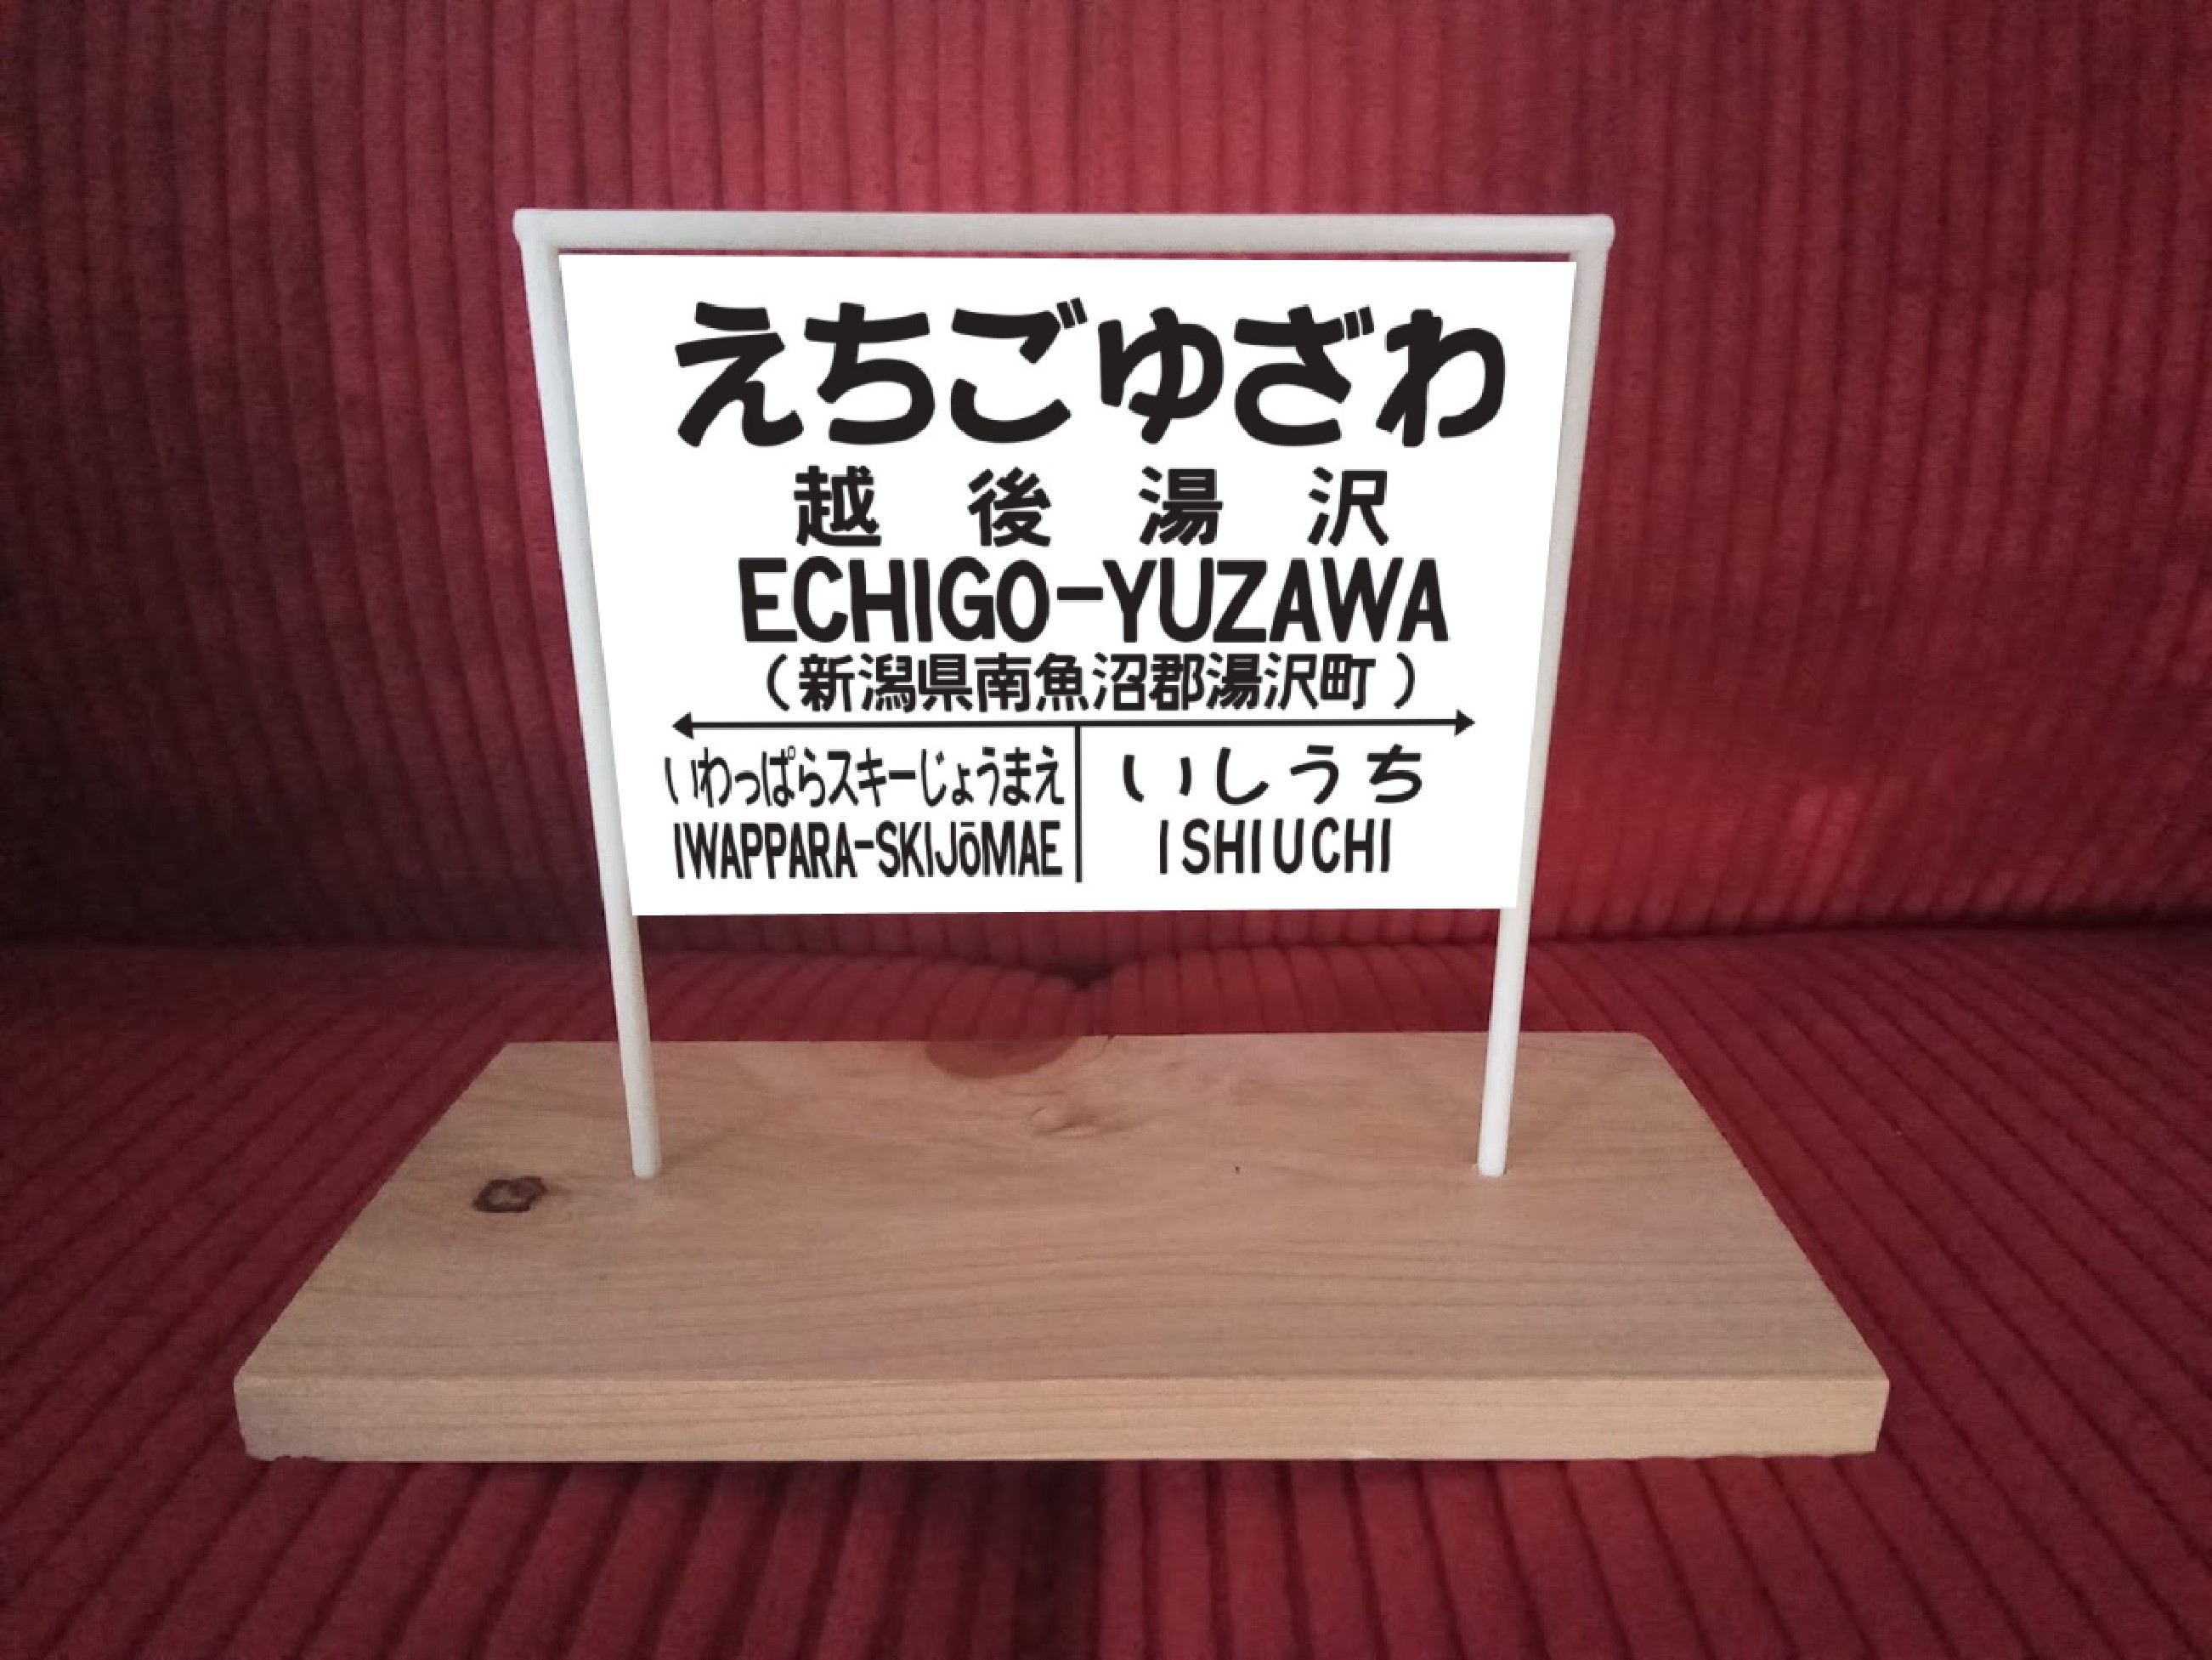 えちごゆざわ
越後湯沢
ECHIGO-YUZAWA
(新潟県南魚沼郡湯沢町)
いわっぱらスキーじょうまえ
IWAPPARA-SKIJōMAE
いしうち
ISHIUCHI